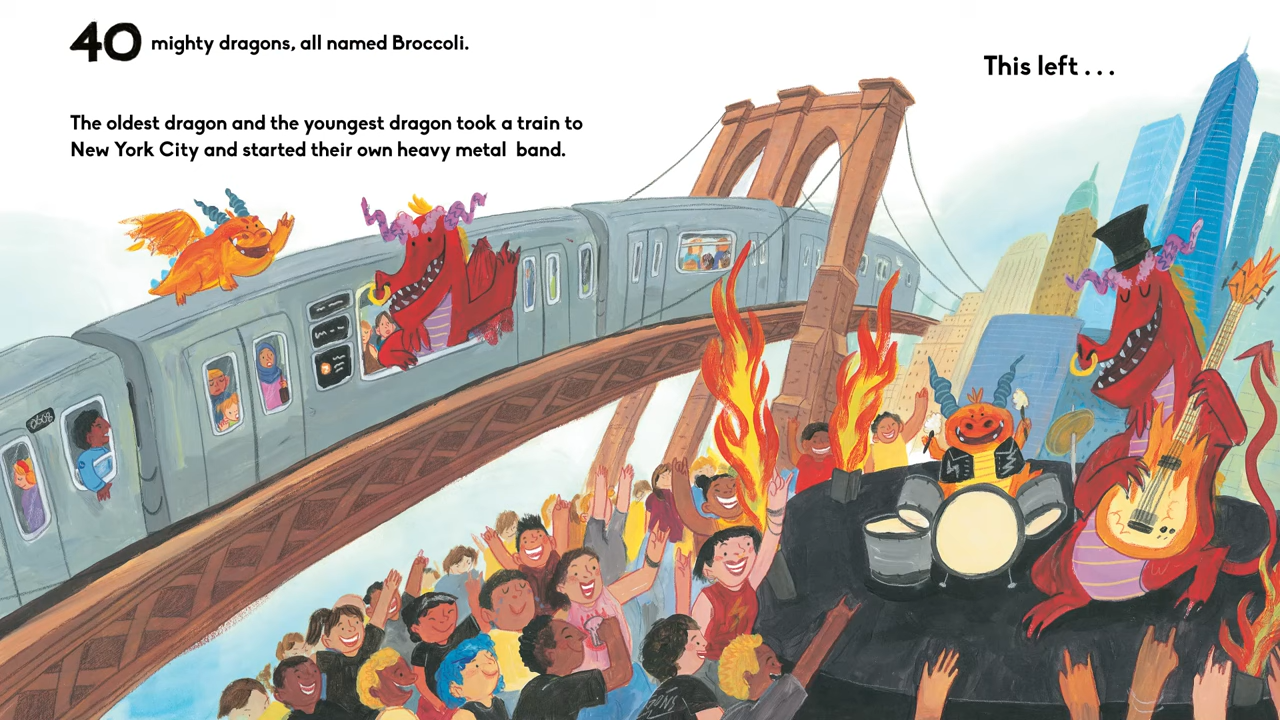 40 mighty dragons, all named Broccoli.
The oldest dragon and the youngest dragon took a train to
New York City and started their own heavy metal band.
This left . . .